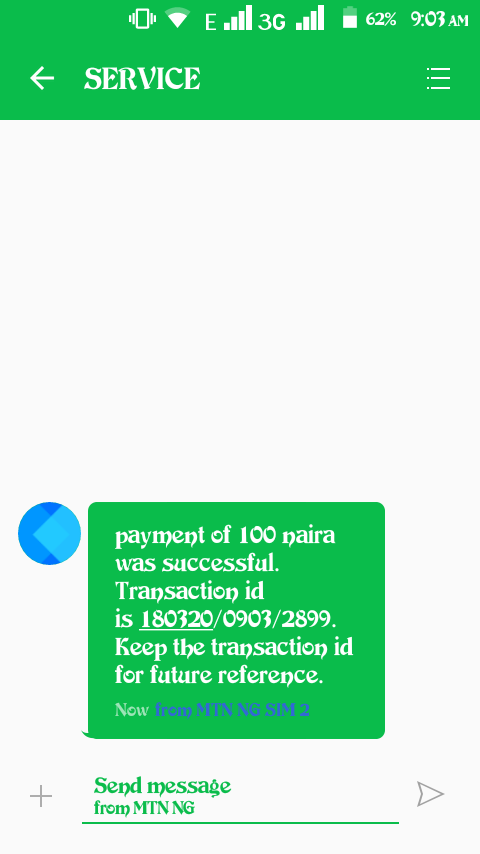 E 3G 62% 9:03 AM
SERVICE
payment of 100 naira
was successful.
Transaction id
is 180320/0903/2899.
Keep the transaction id
for future reference.
Now from MTN NG SIM 2
Send message
from MTN NG